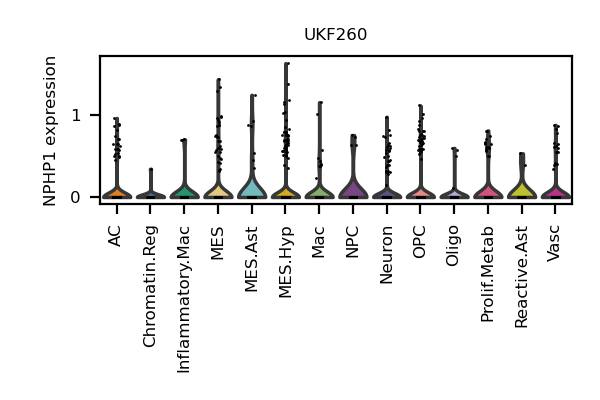 UKF260
NPHP1 expression
1
0
AC
Chromatin.Reg
Inflammatory.Mac
MES
MES.Ast
MES.Hyp
Mac
NPC
Neuron
OPC
Oligo
Prolif.Metab
Reactive.Ast
Vasc